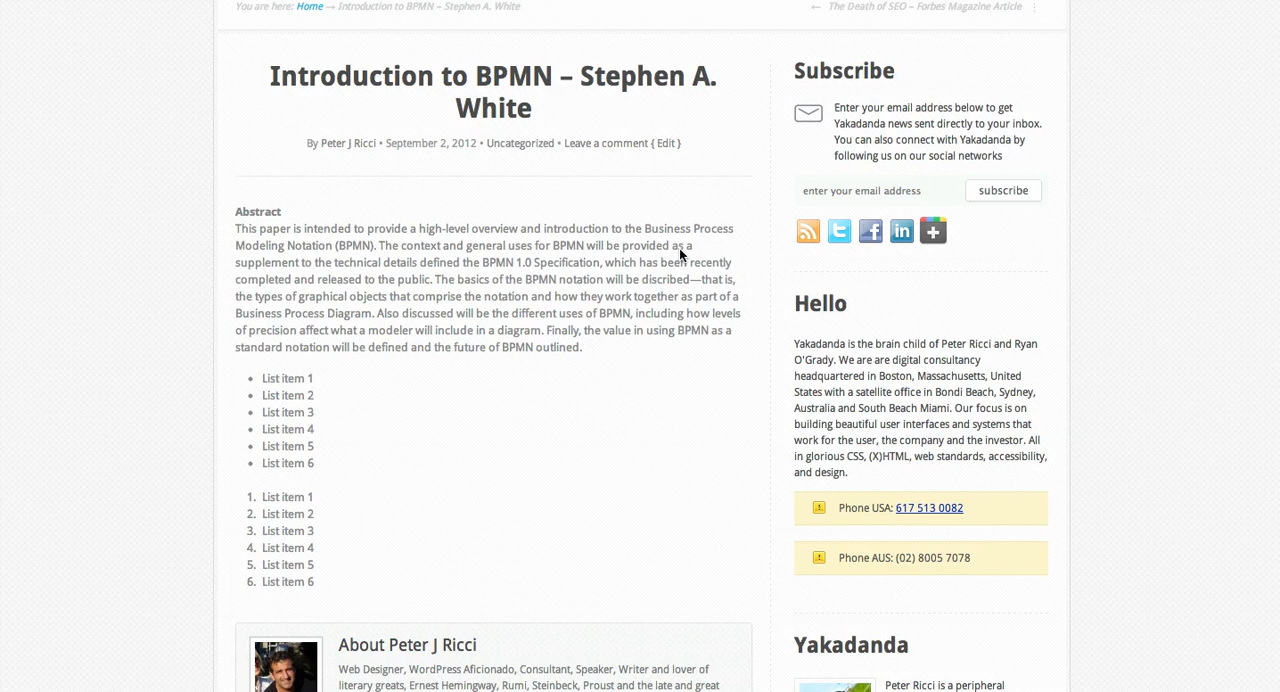 You are here: Home → Introduction to BPMN – Stephen A. White
← The Death of SEO – Forbes Magazine Article
Introduction to BPMN – Stephen A.
White
By Peter J Ricci • September 2, 2012 • Uncategorized • Leave a comment { Edit }
Abstract
This paper is intended to provide a high-level overview and introduction to the Business Process
Modeling Notation (BPMN). The context and general uses for BPMN will be provided as a
supplement to the technical details defined the BPMN 1.0 Specification, which has been recently
completed and released to the public. The basics of the BPMN notation will be discribed—that is,
the types of graphical objects that comprise the notation and how they work together as part of a
Business Process Diagram. Also discussed will be the different uses of BPMN, including how levels
of precision affect what a modeler will include in a diagram. Finally, the value in using BPMN as a
standard notation will be defined and the future of BPMN outlined.
• List item 1
• List item 2
• List item 3
• List item 4
• List item 5
• List item 6
1. List item 1
2. List item 2
3. List item 3
4. List item 4
5. List item 5
6. List item 6
About Peter J Ricci
Web Designer, WordPress Aficionado, Consultant, Speaker, Writer and lover of
literary greats, Ernest Hemingway, Rumi, Steinbeck, Proust and the late and great
Subscribe
Enter your email address below to get
Yakadanda news sent directly to your inbox.
You can also connect with Yakadanda by
following us on our social networks
enter your email address
subscribe
Hello
Yakadanda is the brain child of Peter Ricci and Ryan
O'Grady. We are are digital consultancy
headquartered in Boston, Massachusetts, United
States with a satellite office in Bondi Beach, Sydney,
Australia and South Beach Miami. Our focus is on
building beautiful user interfaces and systems that
work for the user, the company and the investor. All
in glorious CSS, (X)HTML, web standards, accessibility,
and design.
Phone USA: 617 513 0082
Phone AUS: (02) 8005 7078
Yakadanda
Peter Ricci is a peripheral